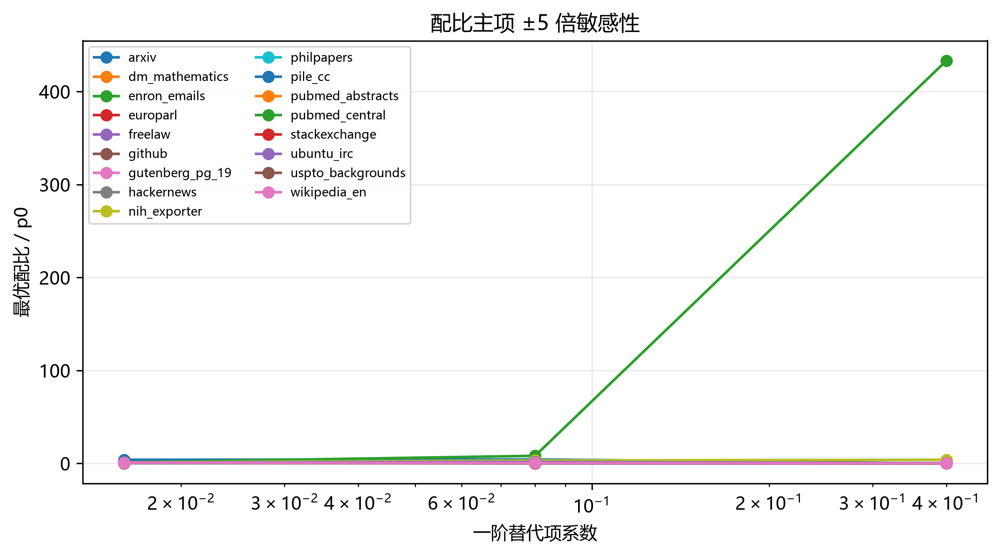 配比主项 ±5 倍敏感性
arxiv
dm_mathematics
enron_emails
europarl
freelaw
github
gutenberg_pg_19
hackernews
nih_exporter
philpapers
pile_cc
pubmed_abstracts
pubmed_central
stackexchange
ubuntu_irc
uspto_backgrounds
wikipedia_en
最优配比 / p0
400
300
200
100
0
2 × 10⁻² 3 × 10⁻² 4 × 10⁻² 6 × 10⁻² 10⁻¹ 2 × 10⁻¹ 3 × 10⁻¹ 4 × 10⁻¹
一阶替代项系数